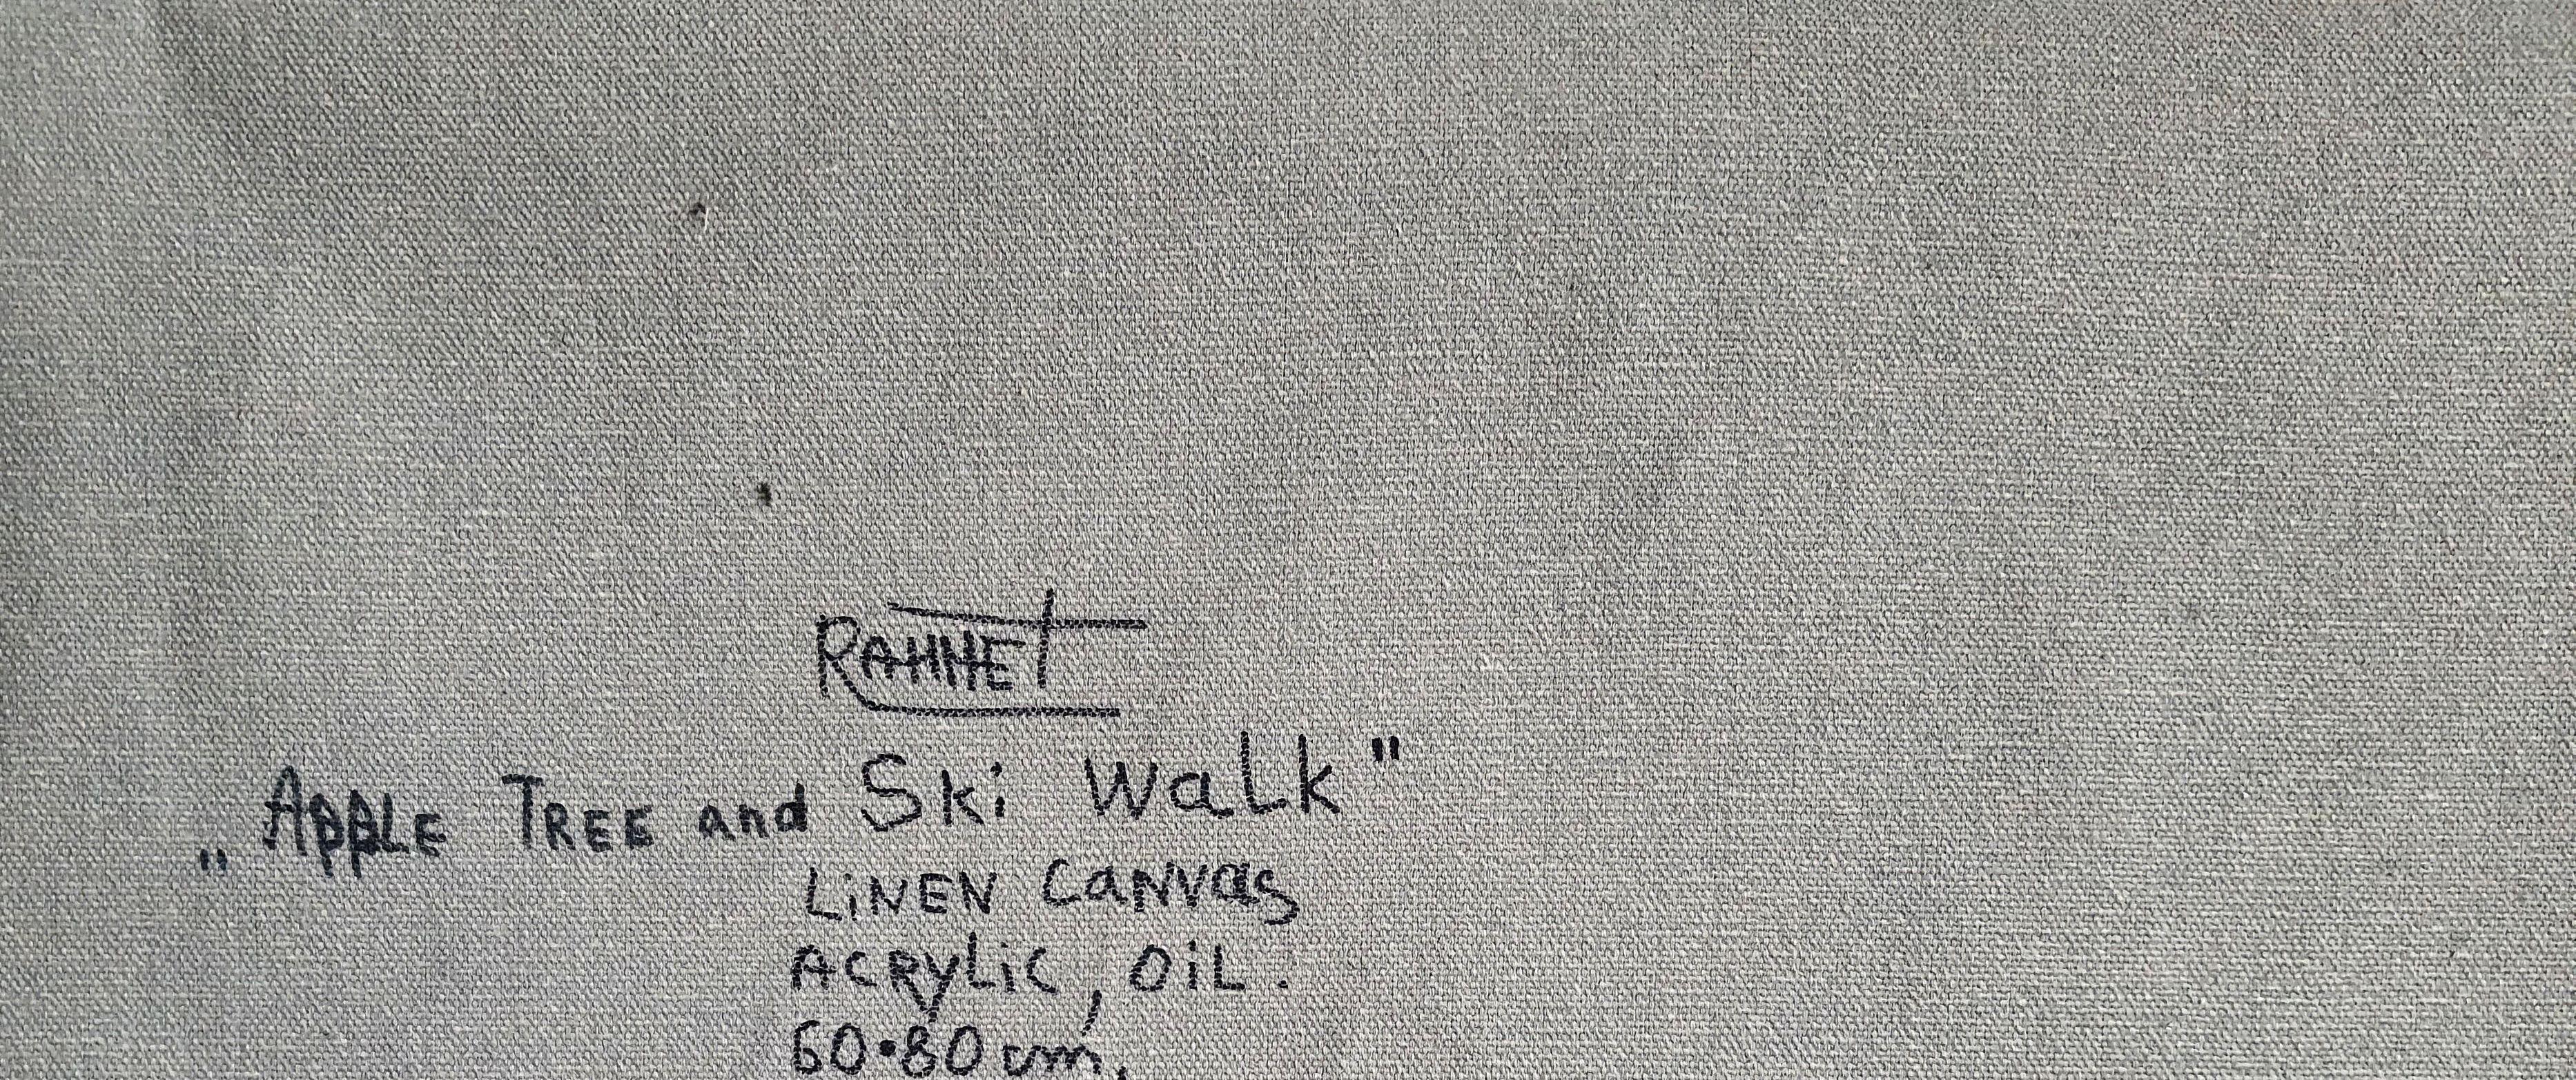 RAHNET
„APPLE TREE and Ski Walk"
LiNEN CaNVas
ACRYLiC, OiL.
60•80 cm,